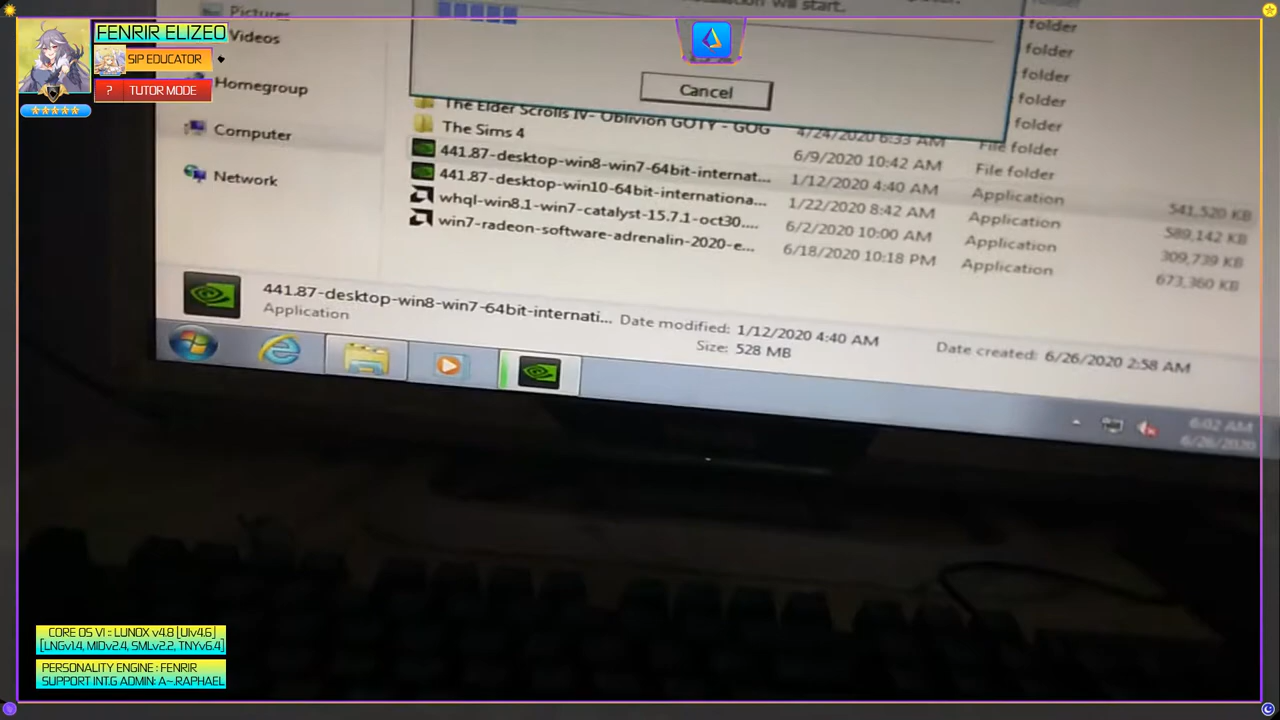 FENRIR ELIZEO
SIP EDUCATOR
? TUTOR MODE
Pictures
Videos
Homegroup
Computer
Network
will start.
Cancel
folder
folder
folder
folder
folder
The Elder Scrolls IV- Oblivion GOTY - GOG 4/24/2020 6:33 AM File folder
The Sims 4 6/9/2020 10:42 AM File folder
441.87-desktop-win8-win7-64bit-internat... 1/12/2020 4:40 AM Application 541,520 KB
441.87-desktop-win10-64bit-internationa... 1/22/2020 8:42 AM Application 589,142 KB
whql-win8.1-win7-catalyst-15.7.1-oct30.... 6/2/2020 10:00 AM Application 309,739 KB
win7-radeon-software-adrenalin-2020-e... 6/18/2020 10:18 PM Application 673,360 KB
441.87-desktop-win8-win7-64bit-internati... Date modified: 1/12/2020 4:40 AM Date created: 6/26/2020 2:58 AM
Application Size: 528 MB
6:02 AM
6/26/2020
CORE OS VI :: LUNOX v4.8 [UIv4.6]
[LNGv1.4, MIDv2.4, SMLv2.2, TNYv6.4]
PERSONALITY ENGINE : FENRIR
SUPPORT INT.G ADMIN: A~.RAPHAEL